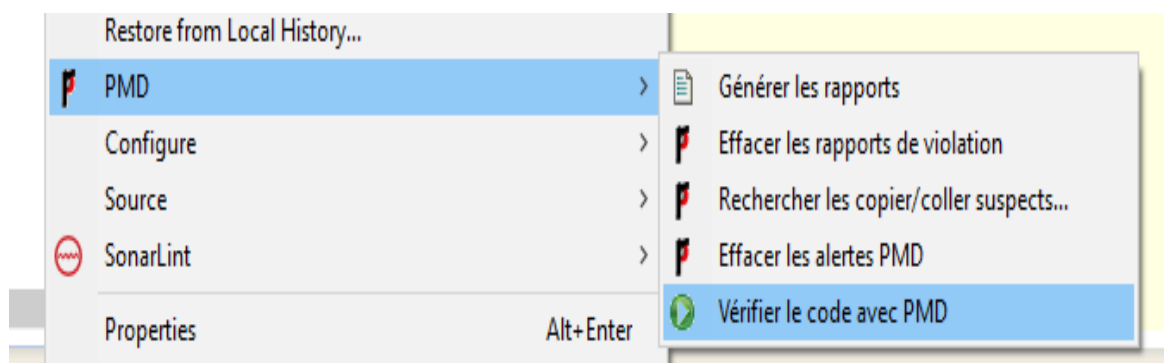 Restore from Local History...
PMD
Configure
Source
SonarLint
Properties Alt+Enter
Générer les rapports
Effacer les rapports de violation
Rechercher les copier/coller suspects...
Effacer les alertes PMD
Vérifier le code avec PMD